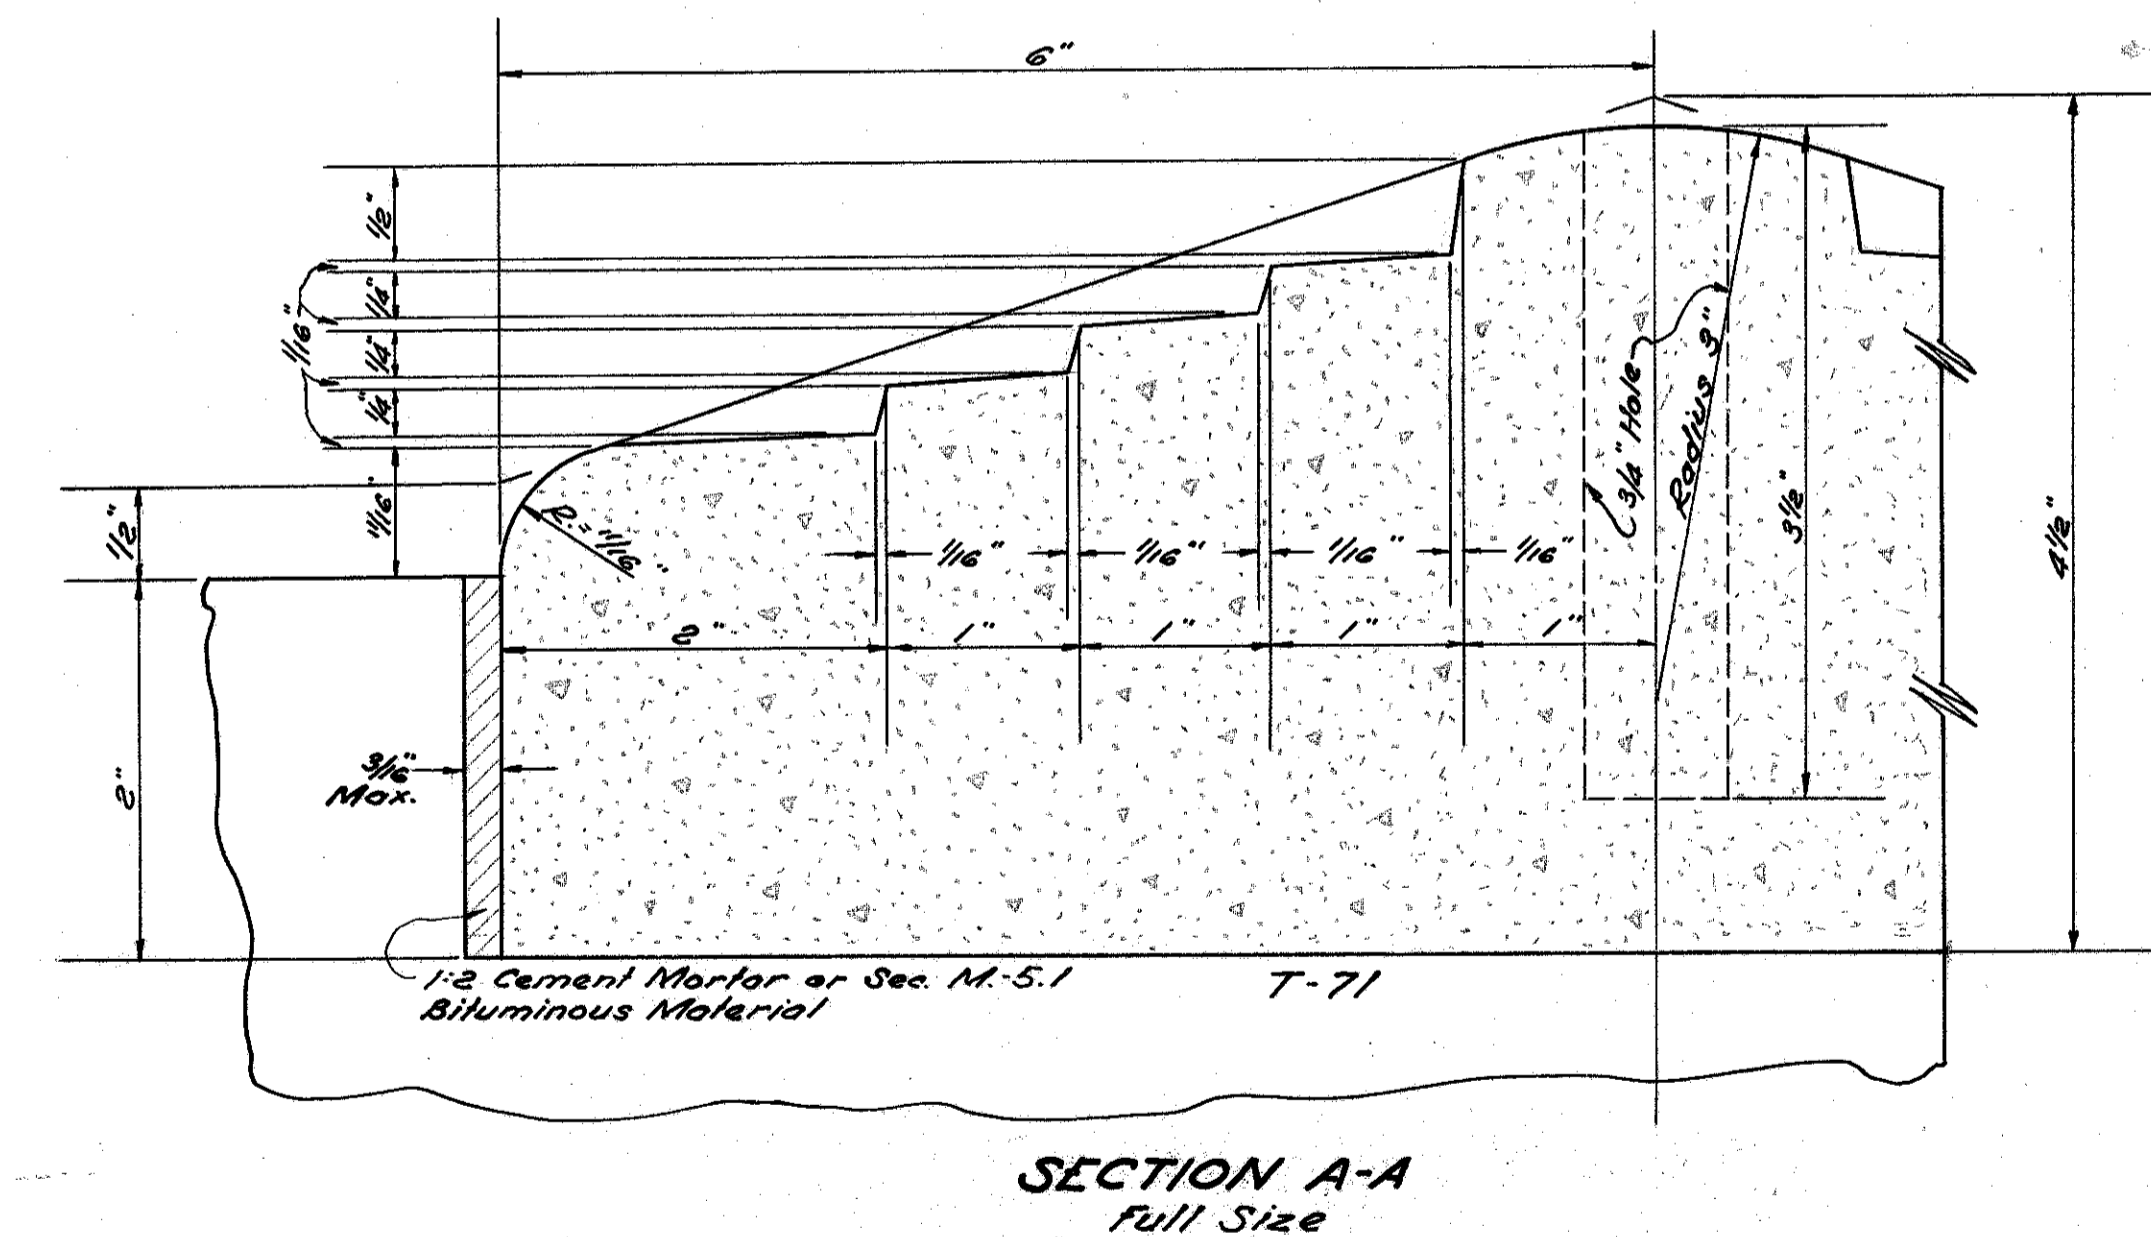 6"
1/2"
1/4"
1/16"
1/4"
1/4"
11/16"
1/2"
R.=11/16"
3/4" Hole
Radius 3"
3 1/2"
4 1/2"
1/16"
1/16"
1/16"
1/16"
2"
1"
1"
1"
1"
3/16"
Max.
2"
1:2 Cement Mortar or Sec. M.-5.1
Bituminous Material
T-71
SECTION A-A
Full Size